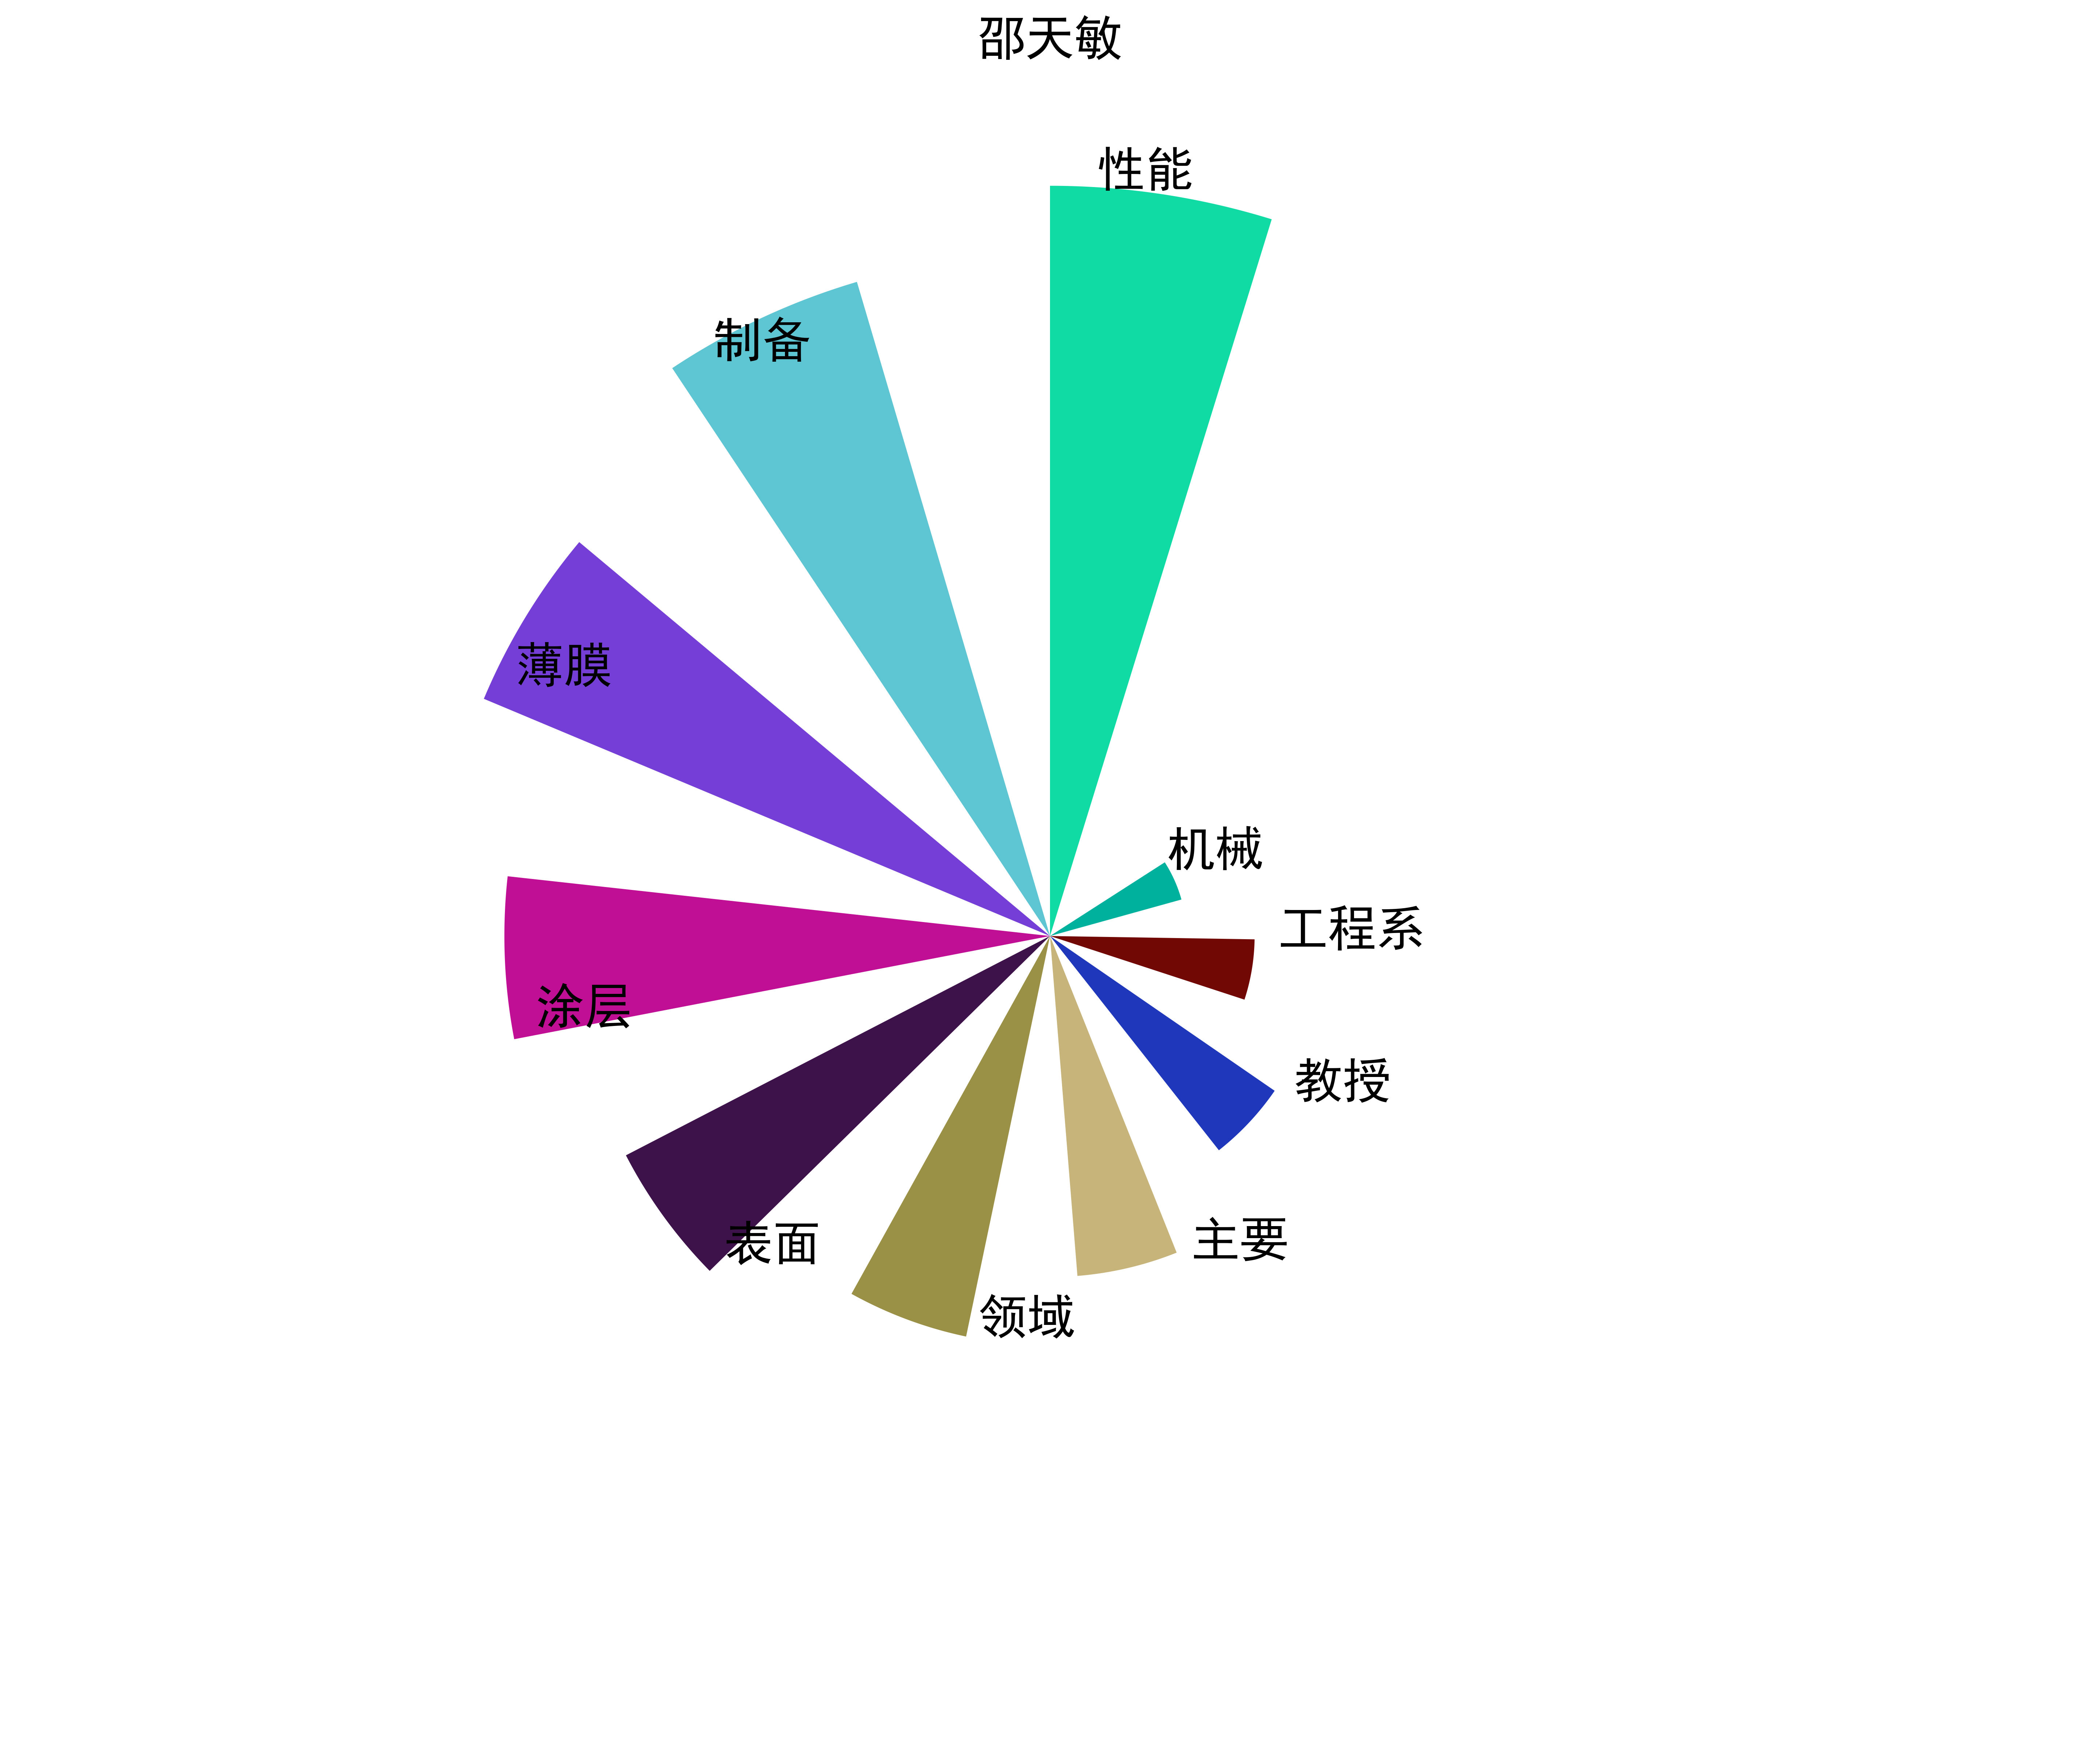 邵天敏
性能
制备
薄膜
机械
工程系
涂层
教授
主要
表面
领域